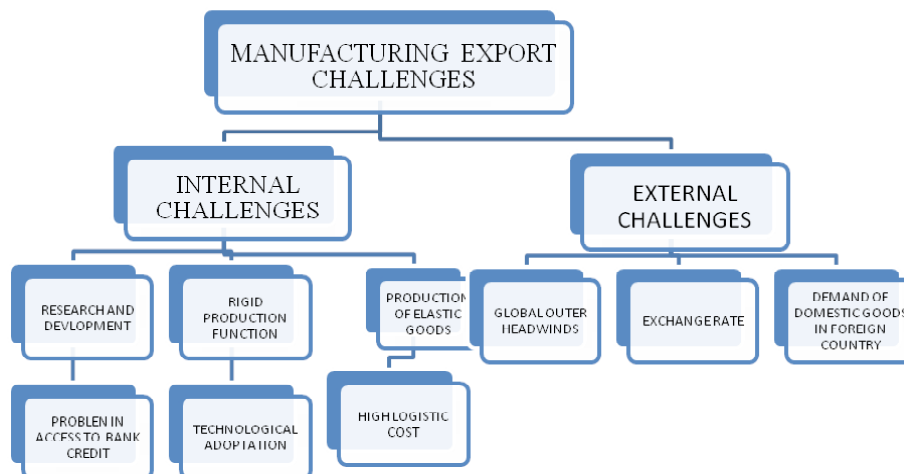 MANUFACTURING EXPORT
CHALLENGES
INTERNAL
CHALLENGES
EXTERNAL
CHALLENGES
RESEARCH AND
DEVLOPMENT
RIGID
PRODUCTION
FUNCTION
PRODUCTION
OF ELASTIC
GOODS
GLOBAL OUTER
HEADWINDS
EXCHANGE RATE
DEMAND OF
DOMESTIC GOODS
IN FOREIGN
COUNTRY
PROBLEN IN
ACCESS TO BANK
CREDIT
TECHNOLOGICAL
ADOPTATION
HIGH LOGISTIC
COST